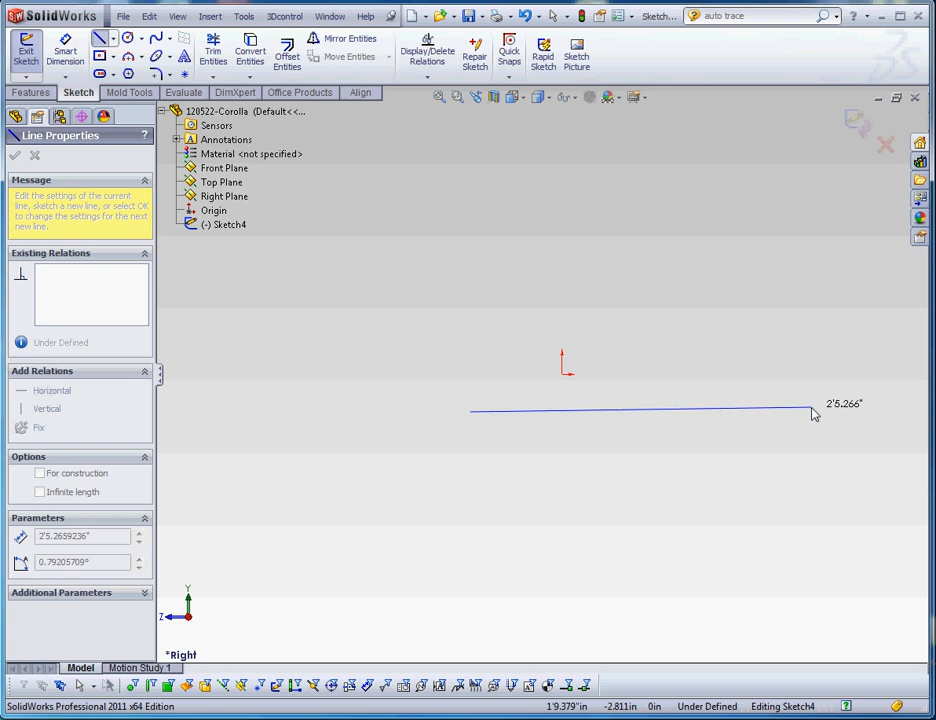 SolidWorks File Edit View Insert Tools 3Dcontrol Window Help Sketch... auto trace
Exit Sketch
Smart Dimension
Trim Entities
Convert Entities
Offset Entities
Mirror Entities
Move Entities
Display/Delete Relations
Repair Sketch
Quick Snaps
Rapid Sketch
Sketch Picture
Features Sketch Mold Tools Evaluate DimXpert Office Products Align
120522-Corolla (Default<<...
Sensors
Annotations
Material <not specified>
Front Plane
Top Plane
Right Plane
Origin
(-) Sketch4
Line Properties ?
Message
Edit the settings of the current
line, sketch a new line, or select OK
to change the settings for the next
new line.
Existing Relations
Under Defined
Add Relations
Horizontal
Vertical
Fix
Options
For construction
Infinite length
Parameters
2'5.2659236"
0.79205709°
Additional Parameters
2'5.266"
Y
Z
*Right
Model Motion Study 1
SolidWorks Professional 2011 x64 Edition 1'9.379"in -2.811in 0in Under Defined Editing Sketch4